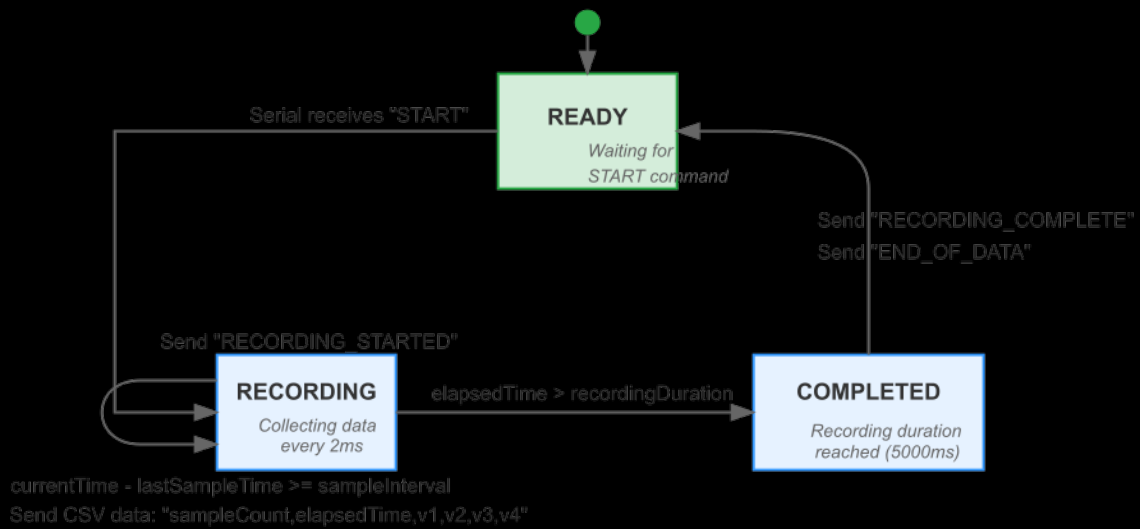 READY
Serial receives "START"
Waiting for
START command
Send "RECORDING_COMPLETE"
Send "END_OF_DATA"
Send "RECORDING_STARTED"
RECORDING
Collecting data
every 2ms
elapsedTime > recordingDuration
COMPLETED
Recording duration
reached (5000ms)
currentTime - lastSampleTime >= sampleInterval
Send CSV data: "sampleCount,elapsedTime,v1,v2,v3,v4"